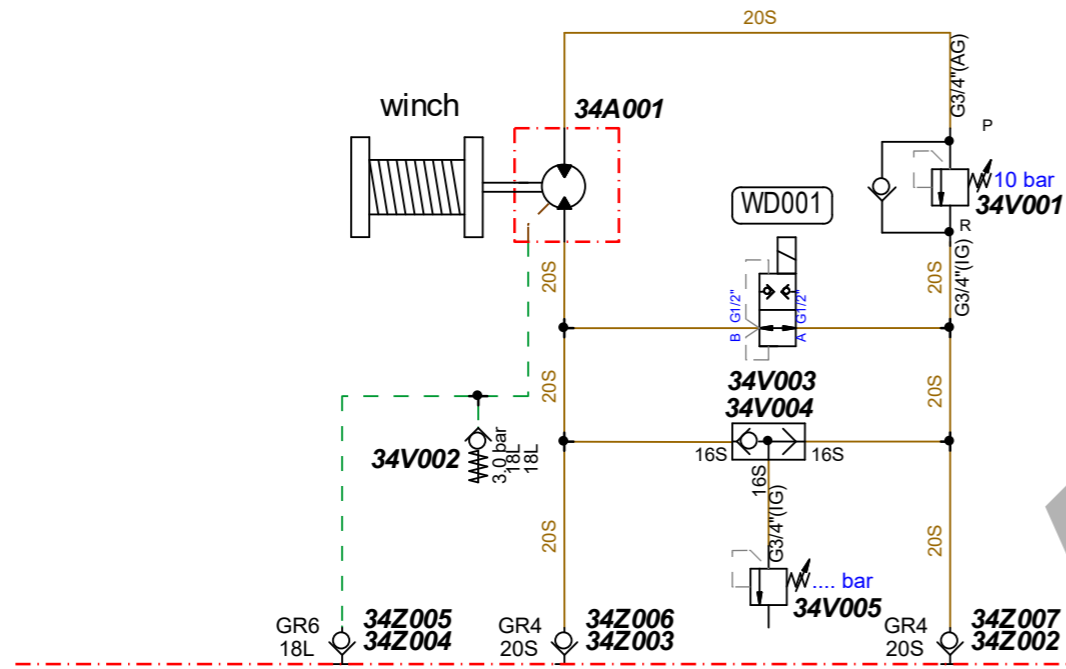 20S
G3/4"(AG)
winch
34A001
P
10 bar
34V001
WD001
R
G3/4"(IG)
20S
20S
G1/2"
G1/2"
B
A
34V003
34V004
20S
20S
16S
16S
16S
34V002
3,0 bar
18L
18L
G3/4"(IG)
20S
20S
.... bar
34V005
GR6
18L
34Z005
34Z004
GR4
20S
34Z006
34Z003
GR4
20S
34Z007
34Z002